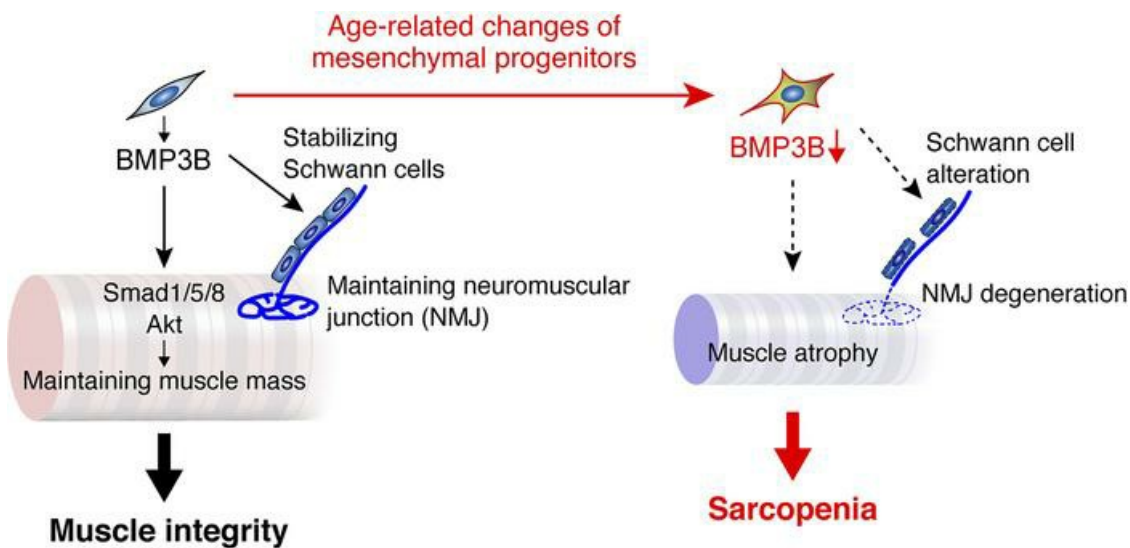 Age-related changes of
mesenchymal progenitors
BMP3B
Stabilizing
Schwann cells
Smad1/5/8
Akt
Maintaining muscle mass
Maintaining neuromuscular
junction (NMJ)
Muscle integrity
BMP3B
Schwann cell
alteration
NMJ degeneration
Muscle atrophy
Sarcopenia